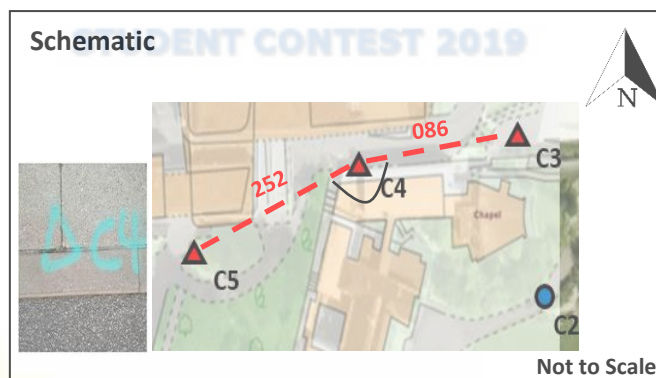 STUDENT CONTEST 2019
Schematic
N
086
C3
252
C4
Chapel
ΔC4
C5
C2
Not to Scale